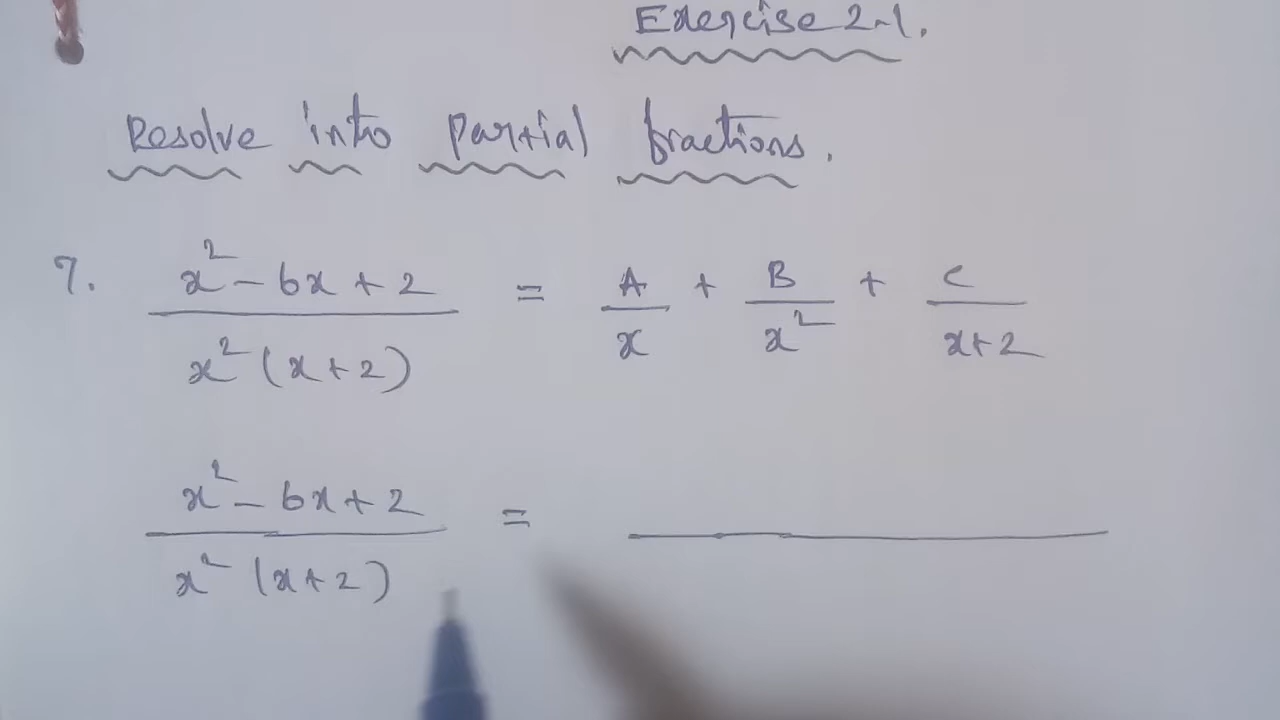 Exercise 2.1.
Resolve into partial fractions.
7. x² - 6x + 2 / x² (x + 2) = A / x + B / x² + C / x + 2
x² - 6x + 2 / x² (x + 2) =